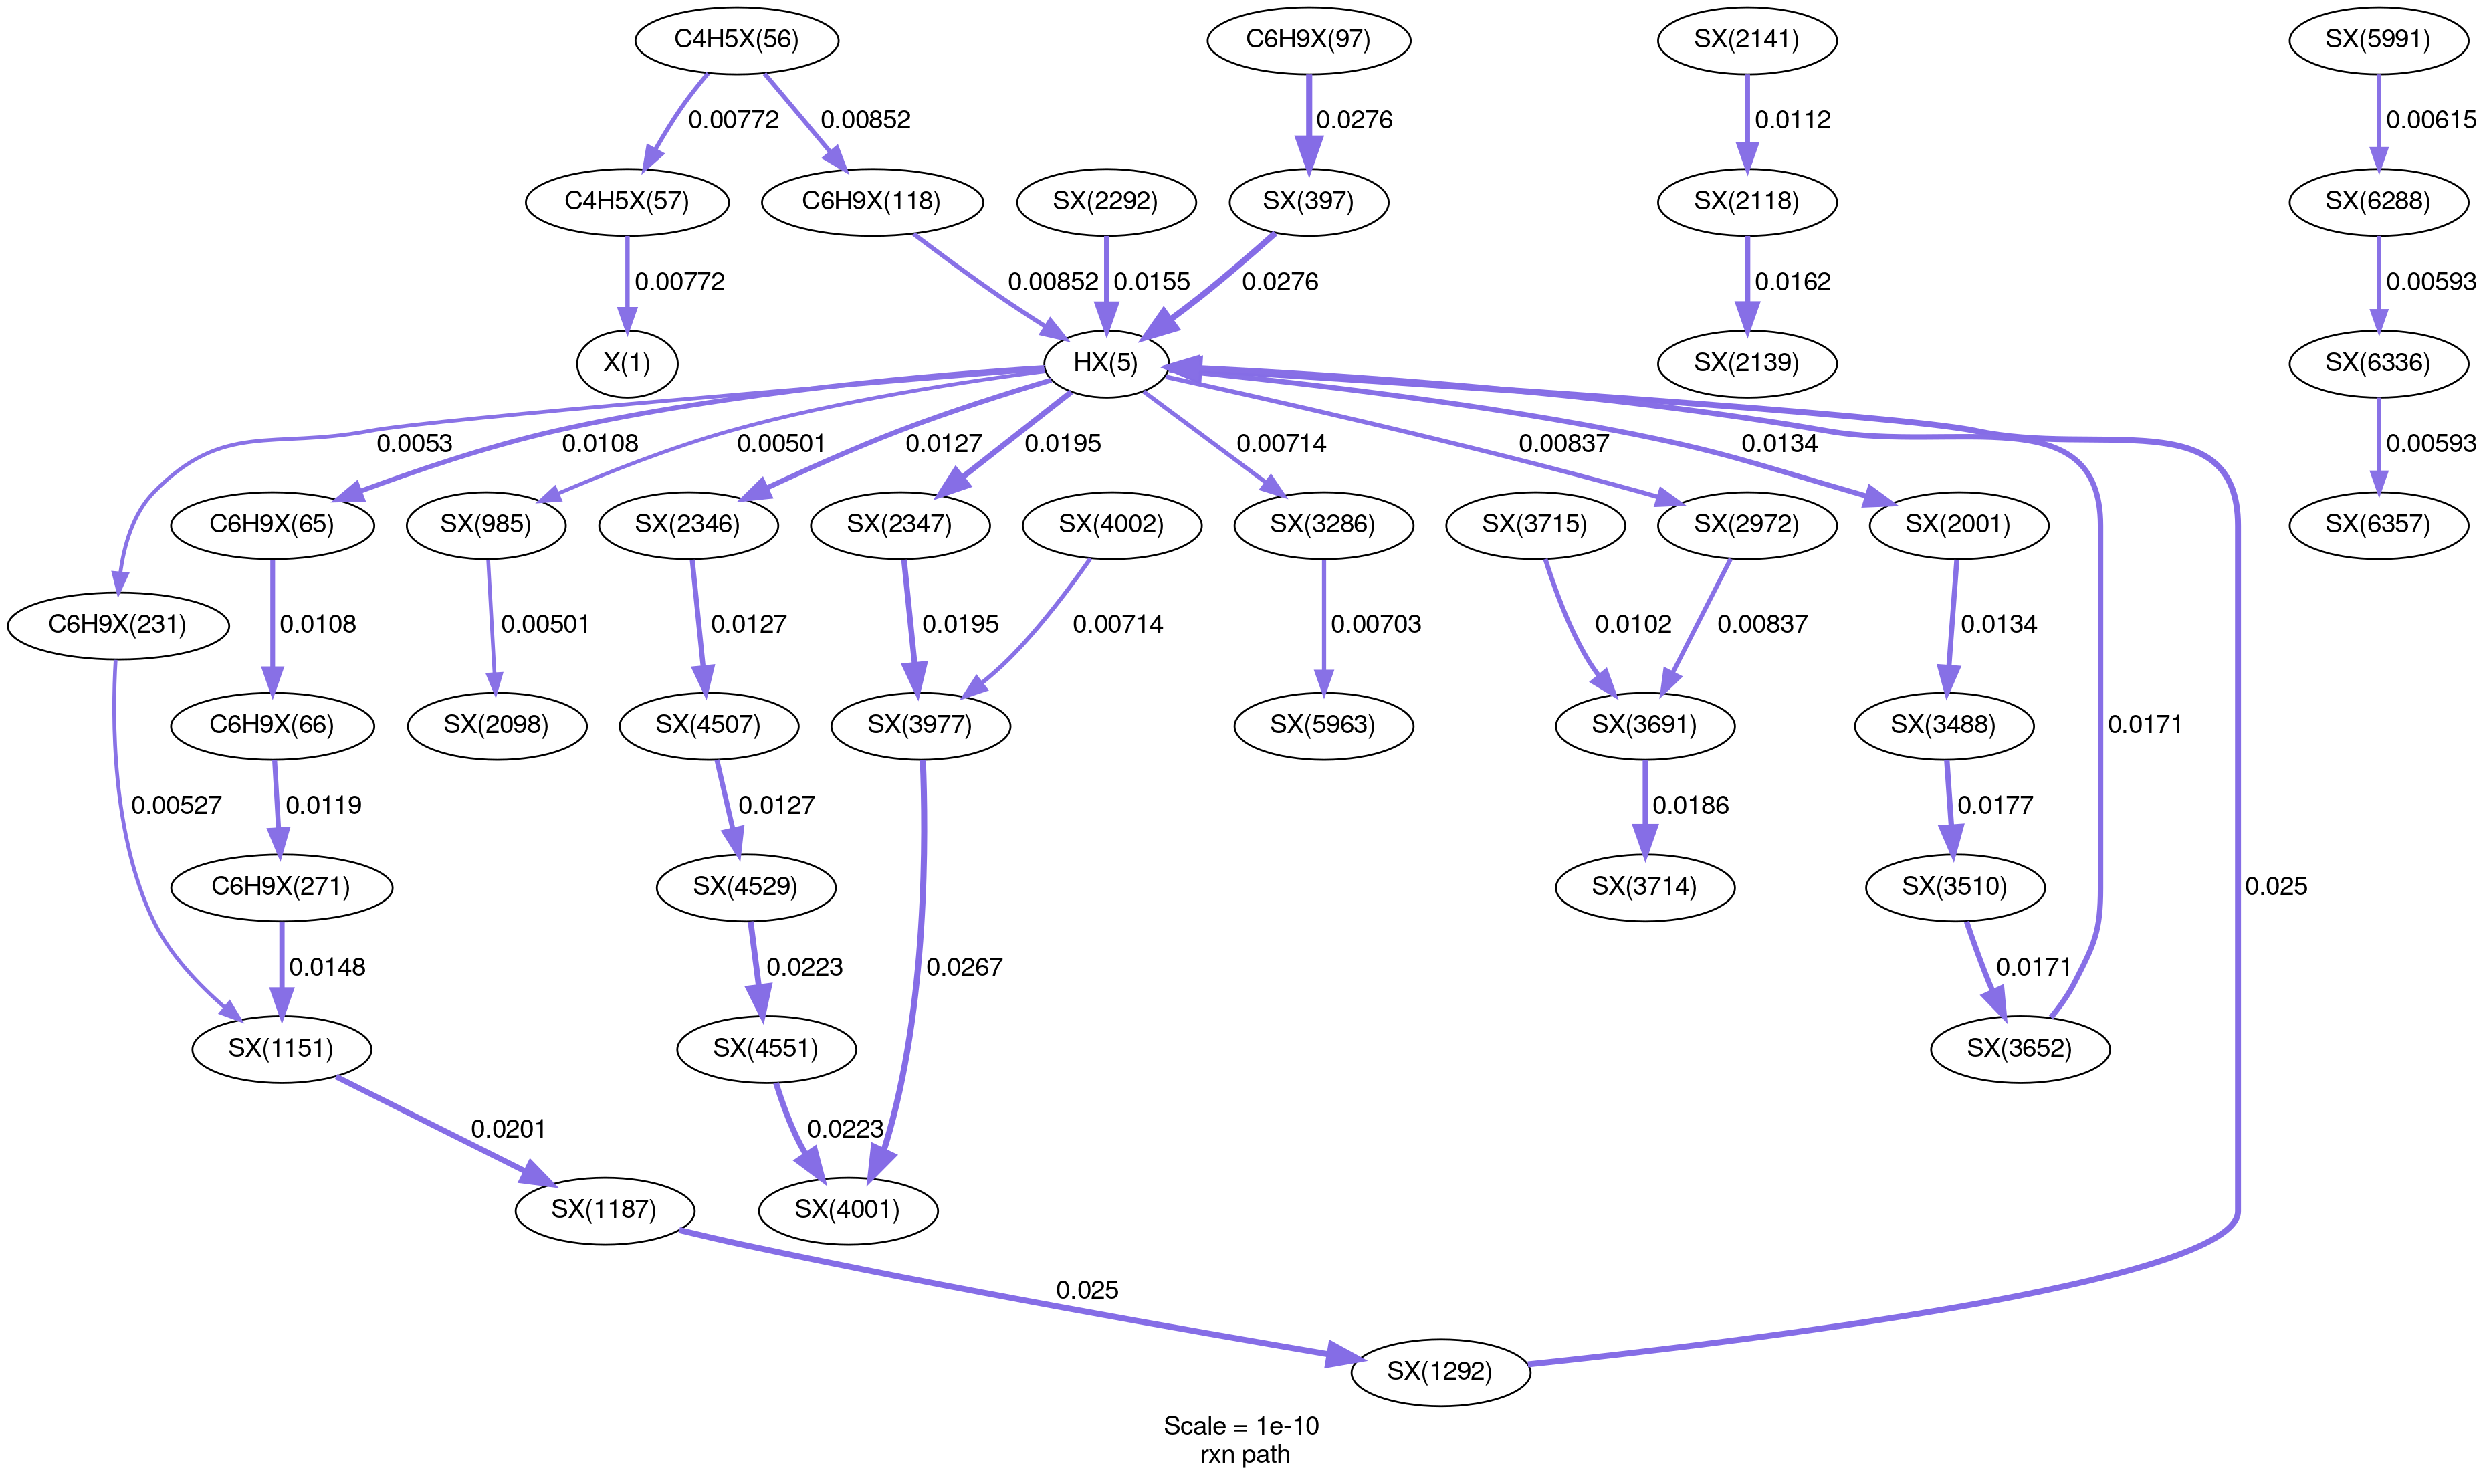 C4H5X(56)
C6H9X(97)
SX(2141)
SX(5991)
0.00772
0.00852
0.0276
0.0112
0.00615
C4H5X(57)
C6H9X(118)
SX(2292)
SX(397)
SX(2118)
SX(6288)
0.00772
0.00852
0.0155
0.0276
0.0162
0.00593
X(1)
HX(5)
SX(2139)
SX(6336)
0.0053
0.0108
0.00501
0.0127
0.0195
0.00714
0.00837
0.0134
0.00593
C6H9X(65)
SX(985)
SX(2346)
SX(2347)
SX(4002)
SX(3286)
SX(3715)
SX(2972)
SX(2001)
SX(6357)
C6H9X(231)
0.0108
0.00501
0.0127
0.0195
0.00714
0.00703
0.0102
0.00837
0.0134
C6H9X(66)
SX(2098)
SX(4507)
SX(3977)
SX(5963)
SX(3691)
SX(3488)
0.0171
0.00527
0.0119
0.0127
0.0186
0.0177
C6H9X(271)
SX(4529)
SX(3714)
SX(3510)
0.025
0.0148
0.0223
0.0267
0.0171
SX(1151)
SX(4551)
SX(3652)
0.0201
0.0223
SX(1187)
SX(4001)
0.025
SX(1292)
Scale = 1e-10
rxn path